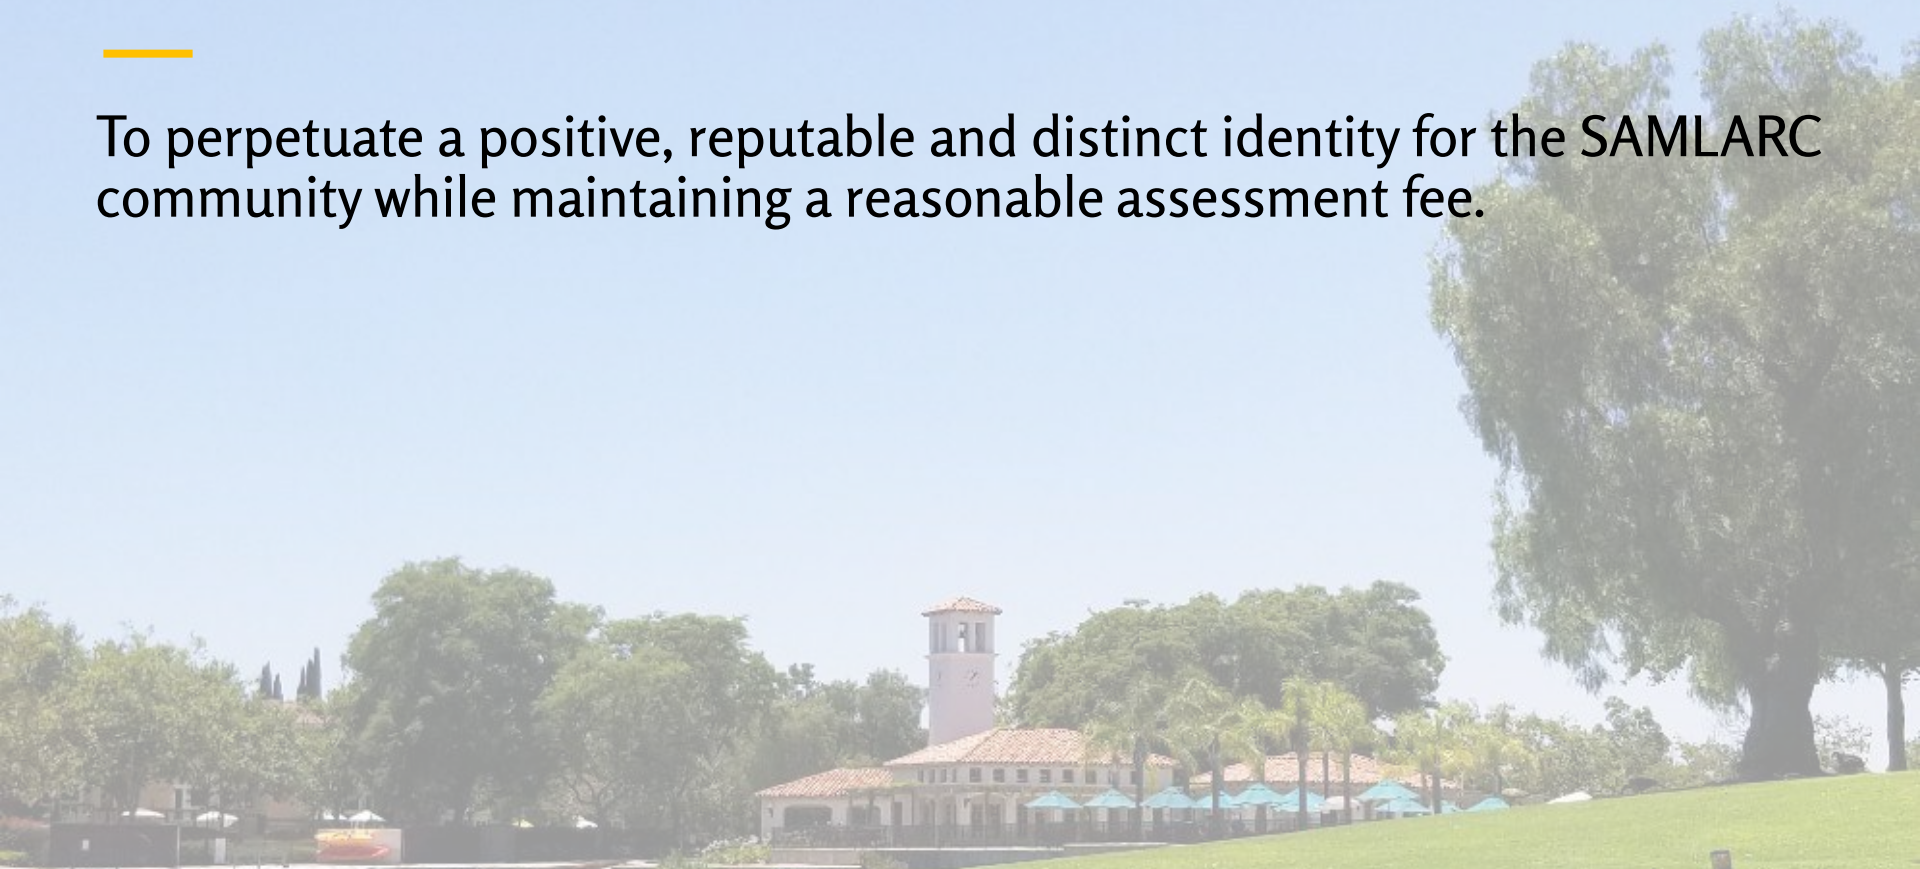 To perpetuate a positive, reputable and distinct identity for the SAMLARC
community while maintaining a reasonable assessment fee.